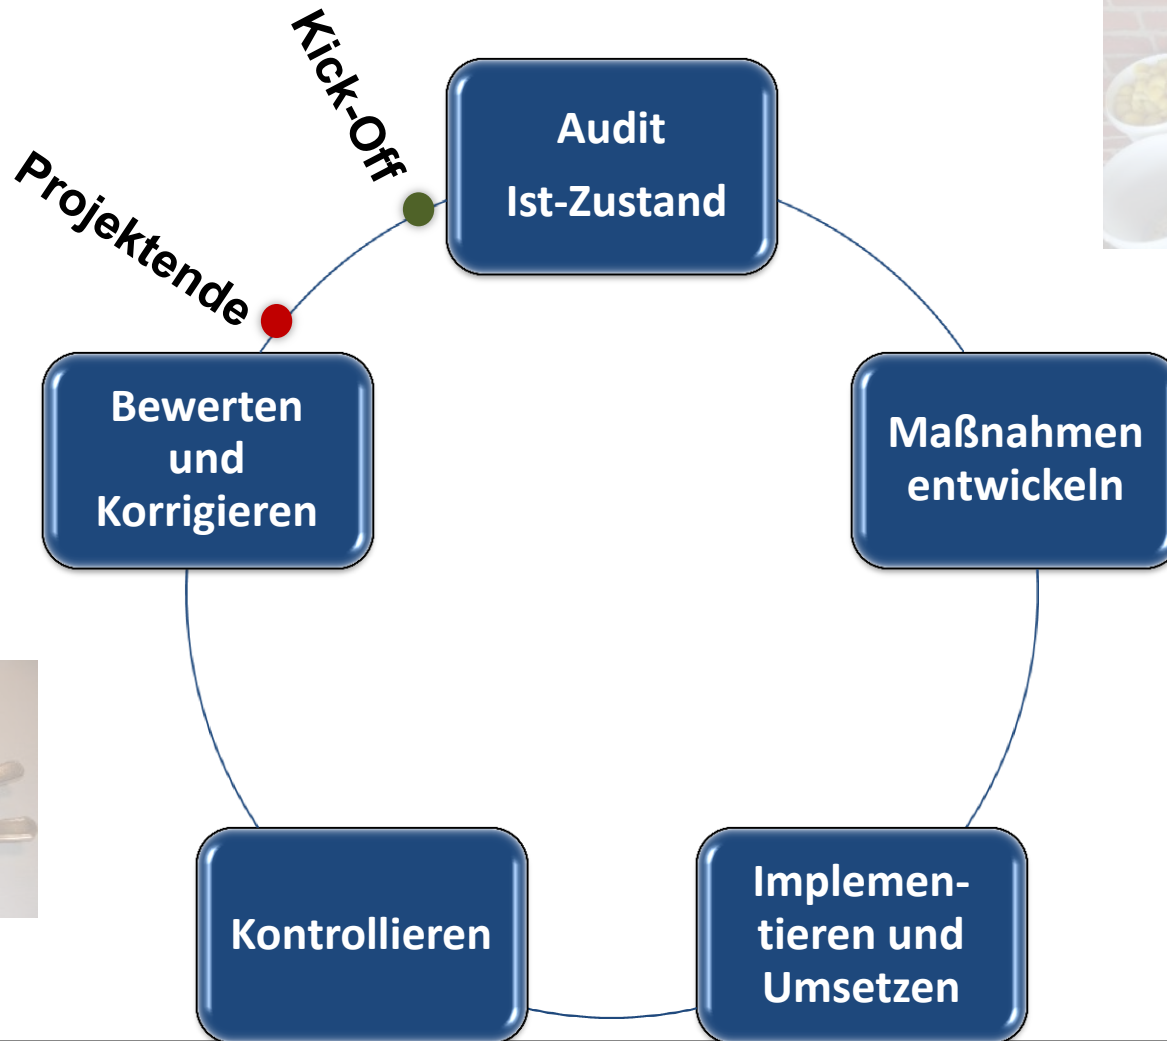 Kick-Off
Projektende
Audit
Ist-Zustand
Maßnahmen
entwickeln
Implemen-
tieren und
Umsetzen
Kontrollieren
Bewerten
und
Korrigieren